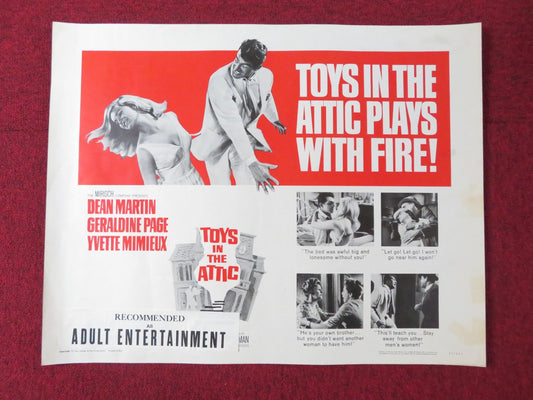 TOYS IN THE
ATTIC PLAYS
WITH FIRE!
THE MIRISCH COMPANY PRESENTS
DEAN MARTIN
GERALDINE PAGE
YVETTE MIMIEUX
TOYS
IN THE
ATTIC
"The bed was awful big and
lonesome without you!"
"Let go! Let go! I won't
go near him again!"
"He's your own brother...
but you didn't want another
woman to have him!"
"This'll teach you... Stay
away from other
men's women!"
RECOMMENDED
AS
ADULT ENTERTAINMENT
MAN